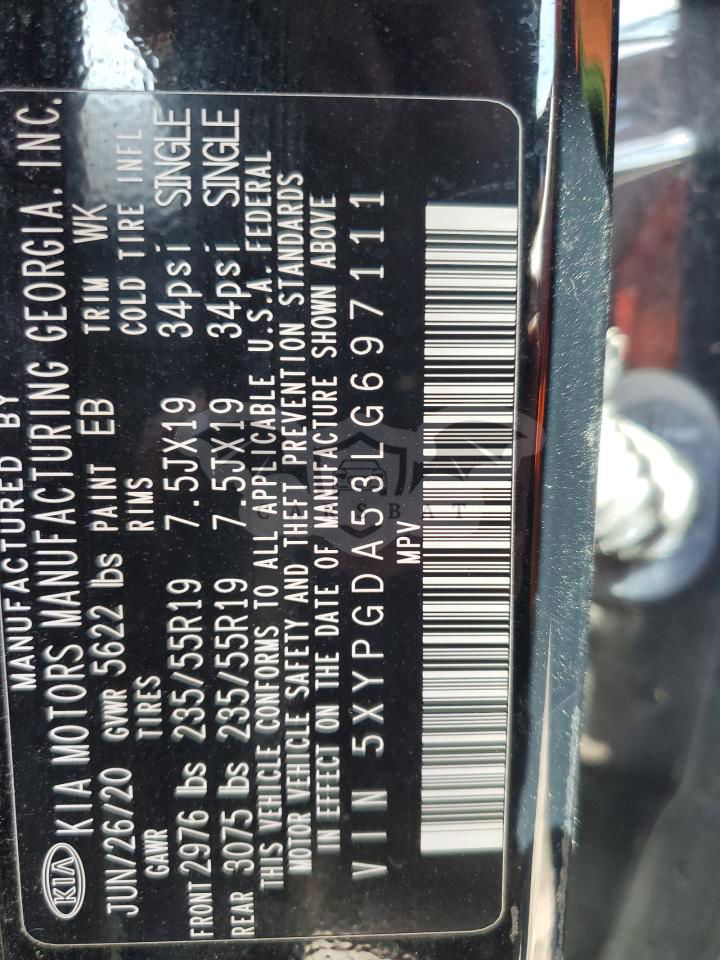 MANUFACTURED BY
KIA KIA MOTORS MANUFACTURING GEORGIA, INC.
JUN/26/20 GVWR 5622 lbs PAINT EB TRIM WK
GAWR TIRES RIMS COLD TIRE INFL
FRONT 2976 lbs 235/55R19 7.5JX19 34psi SINGLE
REAR 3075 lbs 235/55R19 7.5JX19 34psi SINGLE
THIS VEHICLE CONFORMS TO ALL APPLICABLE U.S.A. FEDERAL
MOTOR VEHICLE SAFETY AND THEFT PREVENTION STANDARDS
IN EFFECT ON THE DATE OF MANUFACTURE SHOWN ABOVE
VIN 5XYPGDA53LG697111
MPV